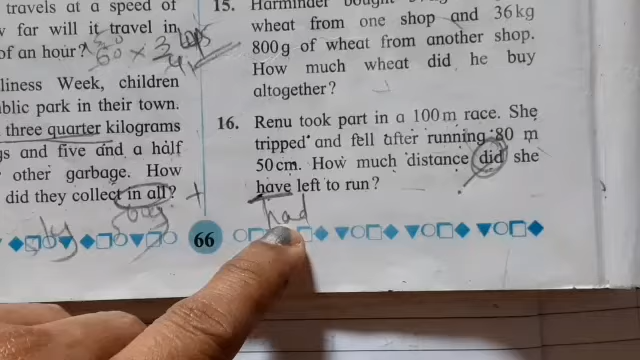 travels at a speed of
far will it travel in
of an hour?
60 × 3
4
liness Week, children
blic park in their town.
three quarter kilograms
s and five and a half
other garbage. How
did they collect in all? +
15. Harminder bought
wheat from one shop and 36 kg
800 g of wheat from another shop.
How much wheat did he buy
altogether?
16. Renu took part in a 100 m race. She
tripped and fell after running 80 m
50 cm. How much distance did she
have left to run?
had
66